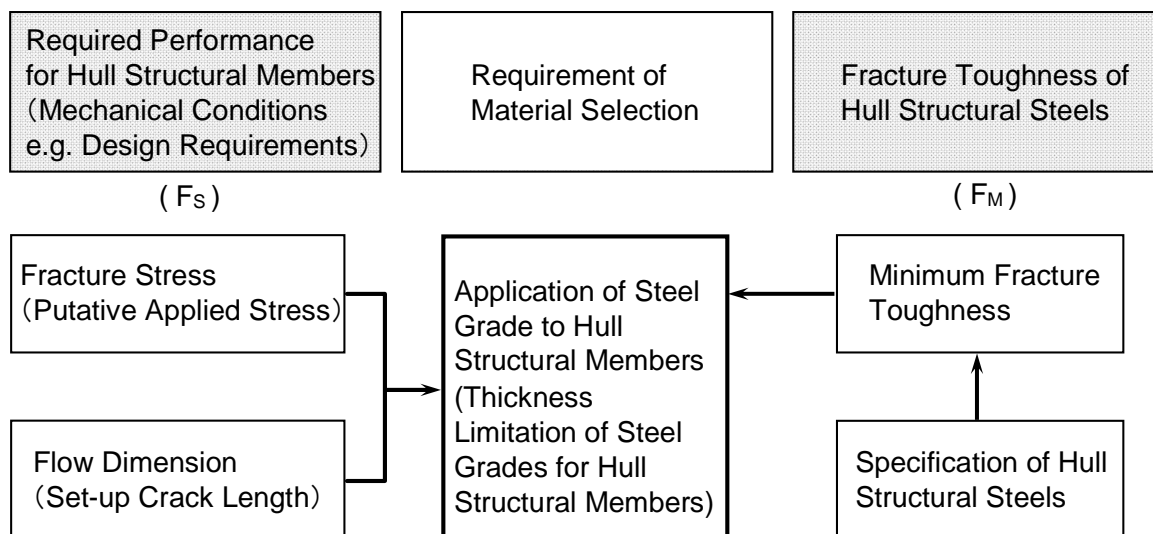 Required Performance
for Hull Structural Members
（Mechanical Conditions
e.g. Design Requirements）
( FS )
Requirement of
Material Selection
Fracture Toughness of
Hull Structural Steels
( FM )
Fracture Stress
（Putative Applied Stress）
Flow Dimension
（Set-up Crack Length）
Application of Steel
Grade to Hull
Structural Members
(Thickness
Limitation of Steel
Grades for Hull
Structural Members)
Minimum Fracture
Toughness
Specification of Hull
Structural Steels